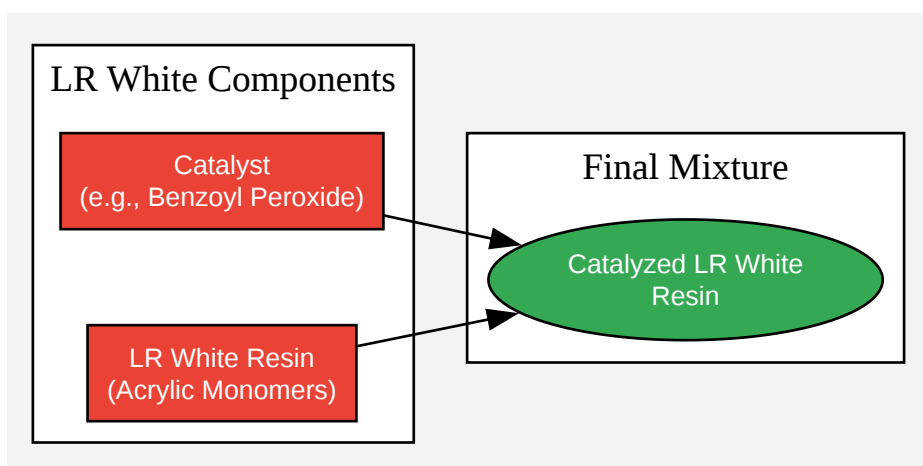 LR White Components
Catalyst
(e.g., Benzoyl Peroxide)
LR White Resin
(Acrylic Monomers)
Final Mixture
Catalyzed LR White
Resin